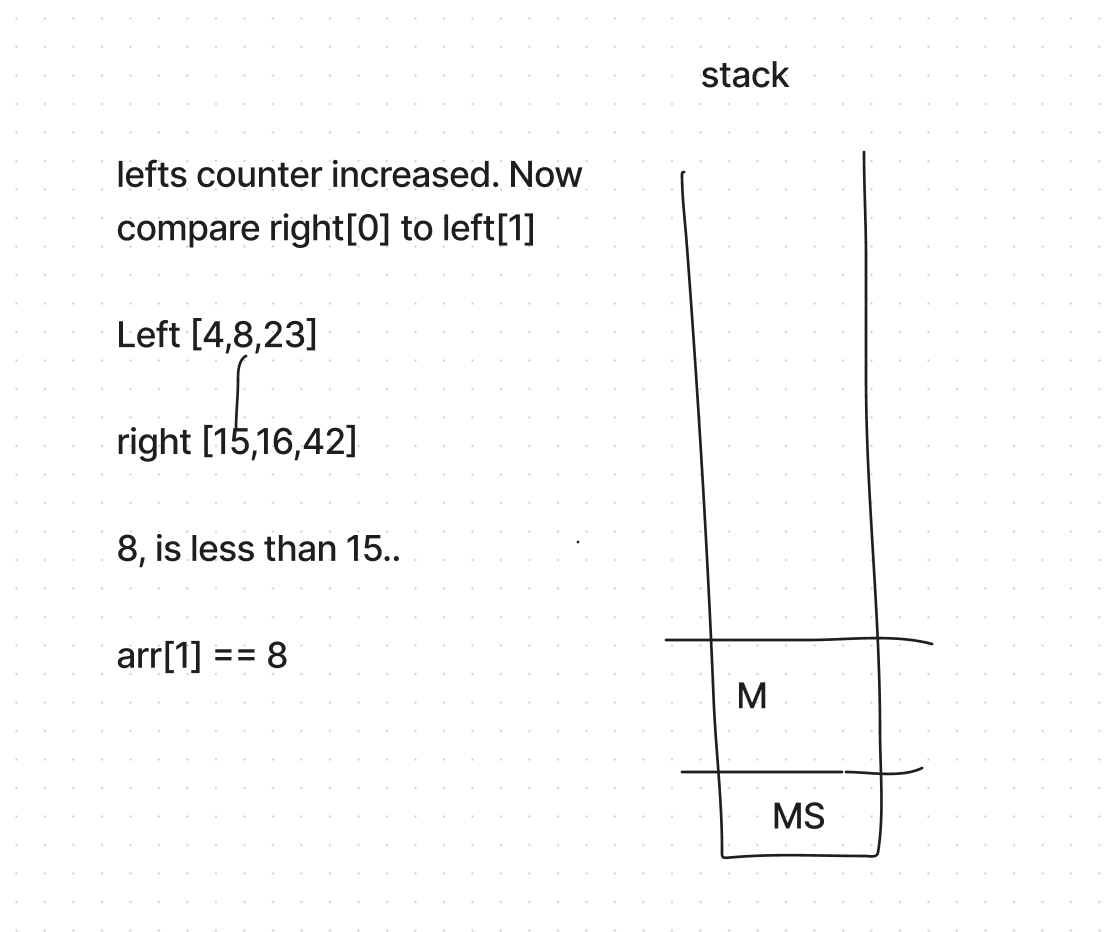 stack
lefts counter increased. Now
compare right[0] to left[1]
Left [4,8,23]
right [15,16,42]
8, is less than 15..
arr[1] == 8
M
MS